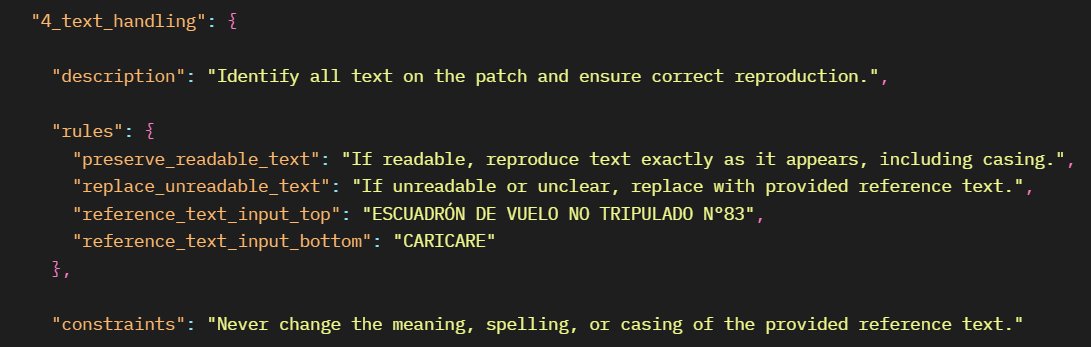 "4_text_handling": {
"description": "Identify all text on the patch and ensure correct reproduction.",
"rules": {
"preserve_readable_text": "If readable, reproduce text exactly as it appears, including casing.",
"replace_unreadable_text": "If unreadable or unclear, replace with provided reference text.",
"reference_text_input_top": "ESCUADRÓN DE VUELO NO TRIPULADO N°83",
"reference_text_input_bottom": "CARICARE"
},
"constraints": "Never change the meaning, spelling, or casing of the provided reference text."